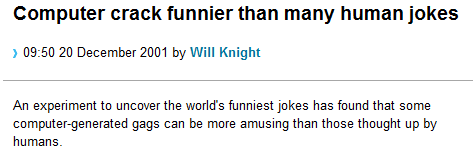 Computer crack funnier than many human jokes
› 09:50 20 December 2001 by Will Knight
An experiment to uncover the world's funniest jokes has found that some
computer-generated gags can be more amusing than those thought up by
humans.